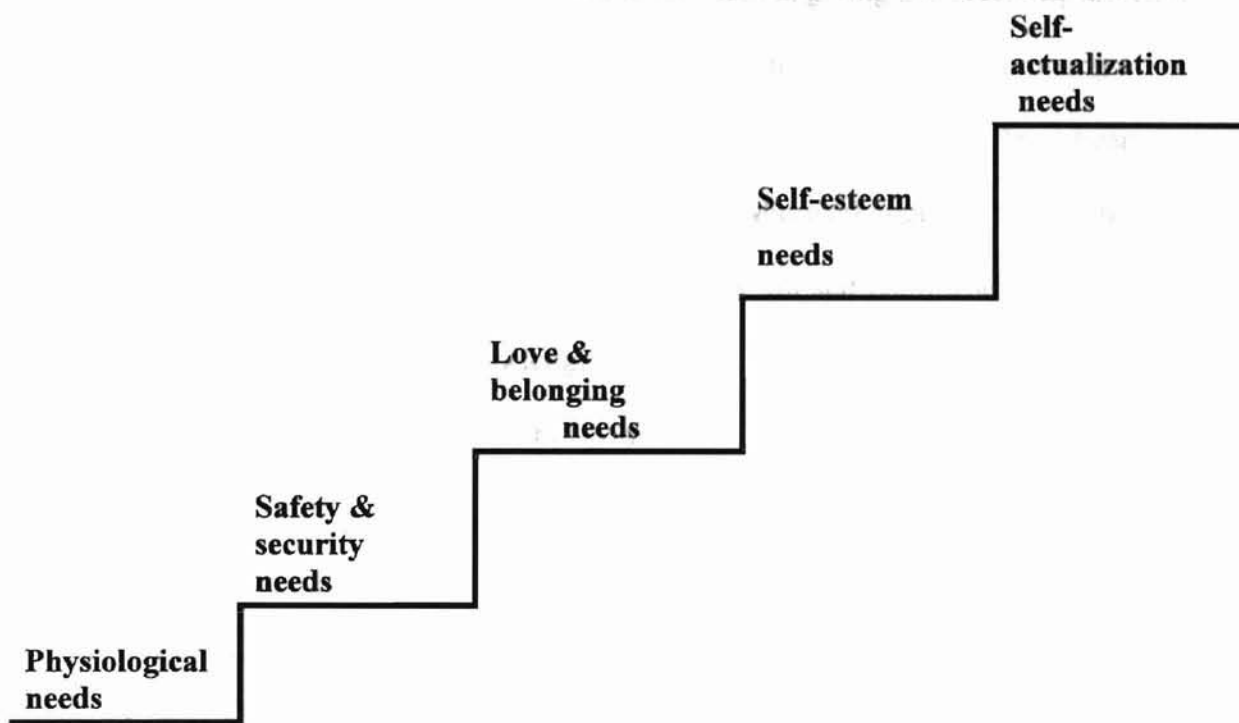 Self-
actualization
needs
Self-esteem
needs
Love &
belonging
needs
Safety &
security
needs
Physiological
needs